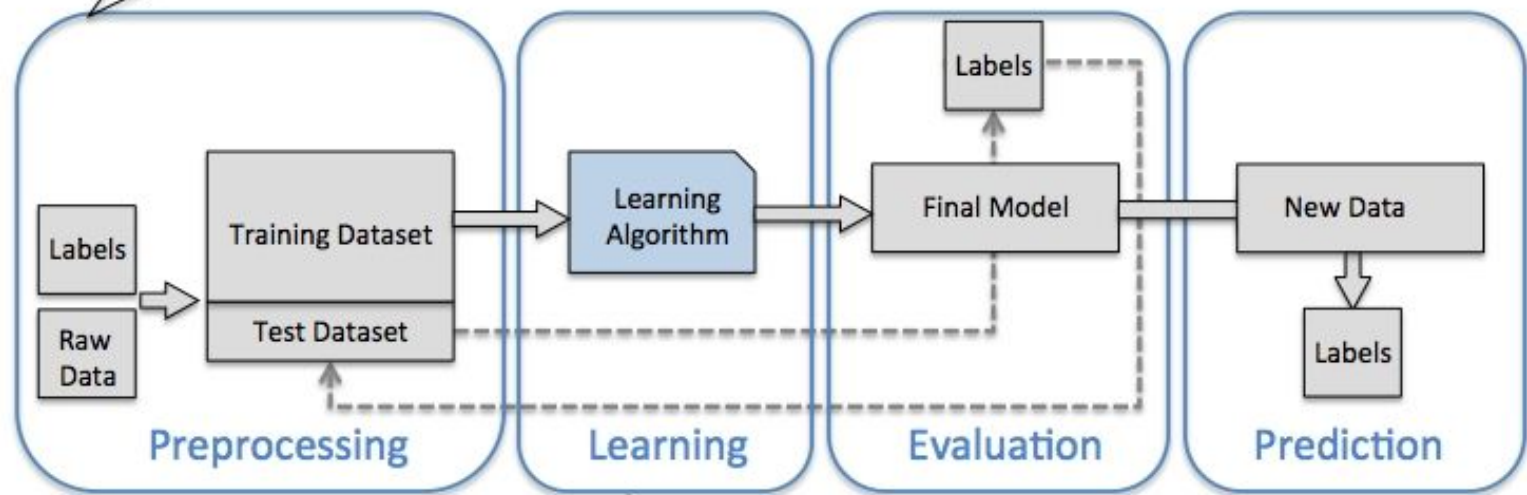 Labels
Raw
Data
Training Dataset
Test Dataset
Preprocessing
Learning
Algorithm
Learning
Labels
Final Model
Evaluation
New Data
Labels
Prediction